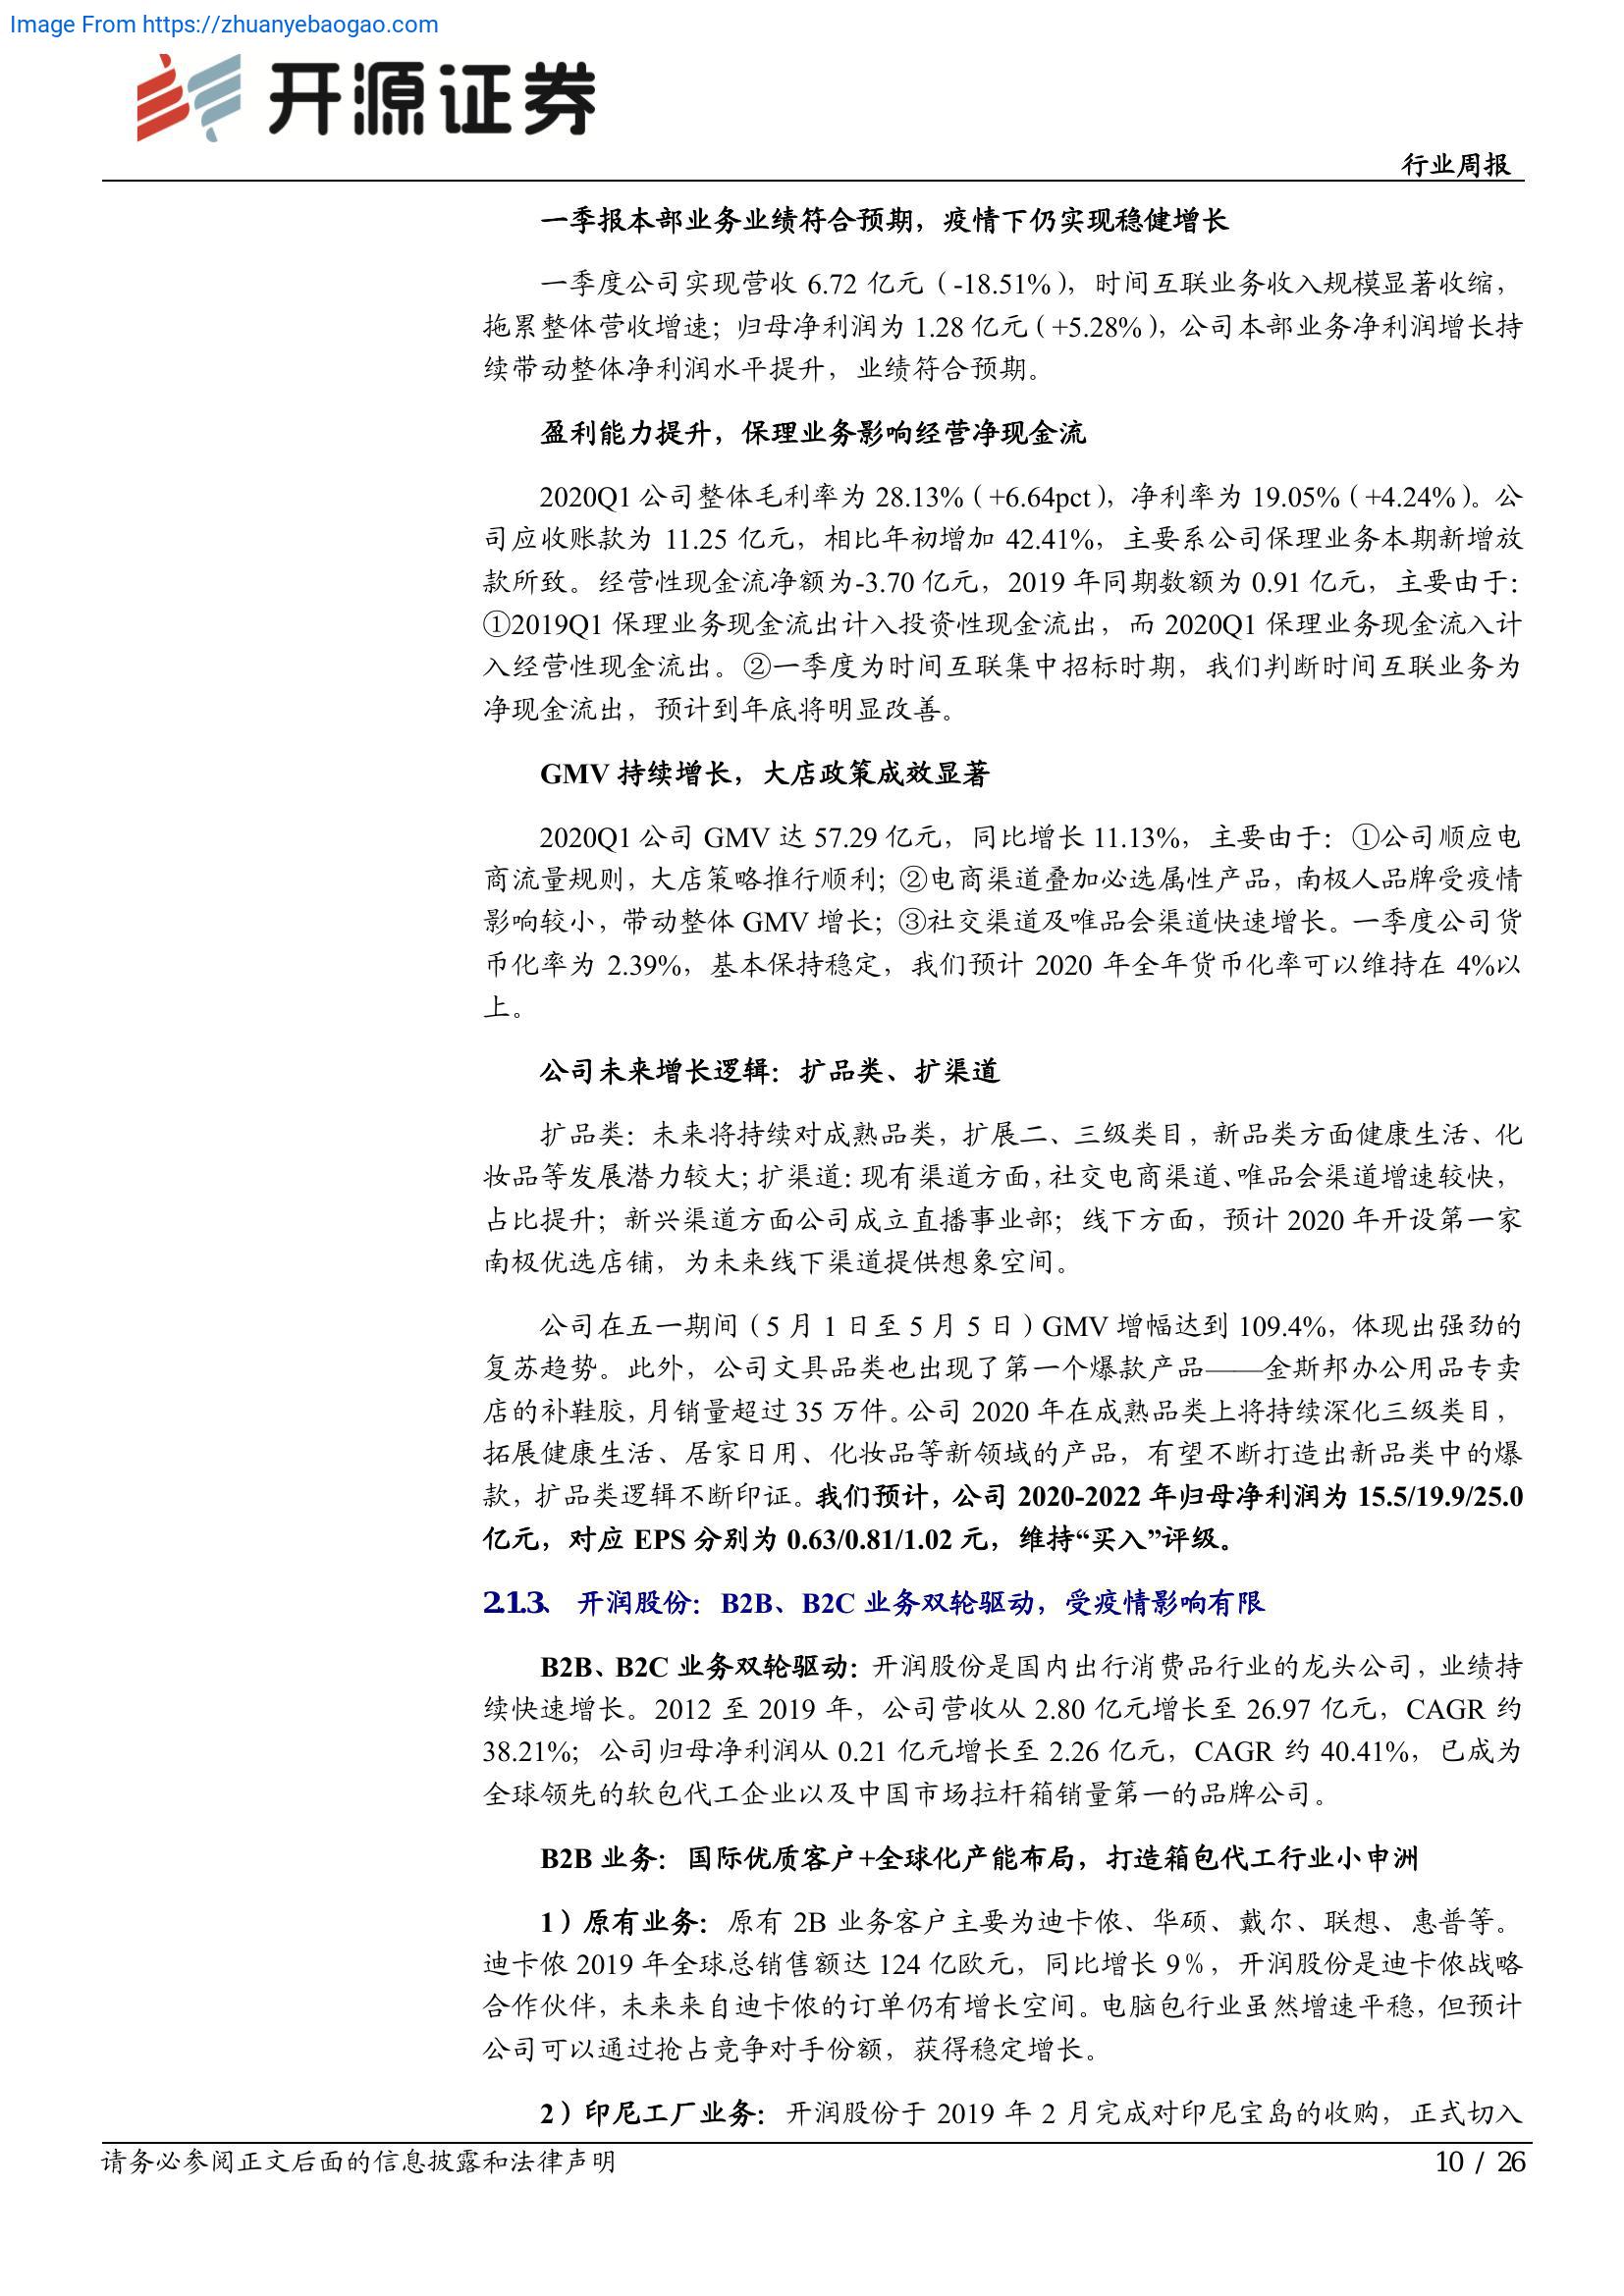 Image From https://zhuanyebaogao.com
开源证券
行业周报
一季报本部业务业绩符合预期，疫情下仍实现稳健增长
一季度公司实现营收 6.72 亿元（-18.51%），时间互联业务收入规模显著收缩，
拖累整体营收增速；归母净利润为 1.28 亿元（+5.28%），公司本部业务净利润增长持
续带动整体净利润水平提升，业绩符合预期。
盈利能力提升，保理业务影响经营净现金流
2020Q1 公司整体毛利率为 28.13%（+6.64pct），净利率为 19.05%（+4.24%）。公
司应收账款为 11.25 亿元，相比年初增加 42.41%，主要系公司保理业务本期新增放
款所致。经营性现金流净额为-3.70 亿元，2019 年同期数额为 0.91 亿元，主要由于：
①2019Q1 保理业务现金流出计入投资性现金流出，而 2020Q1 保理业务现金流入计
入经营性现金流出。②一季度为时间互联集中招标时期，我们判断时间互联业务为
净现金流出，预计到年底将明显改善。
GMV 持续增长，大店政策成效显著
2020Q1 公司 GMV 达 57.29 亿元，同比增长 11.13%，主要由于：①公司顺应电
商流量规则，大店策略推行顺利；②电商渠道叠加必选属性产品，南极人品牌受疫情
影响较小，带动整体 GMV 增长；③社交渠道及唯品会渠道快速增长。一季度公司货
币化率为 2.39%，基本保持稳定，我们预计 2020 年全年货币化率可以维持在 4%以
上。
公司未来增长逻辑：扩品类、扩渠道
扩品类：未来将持续对成熟品类，扩展二、三级类目，新品类方面健康生活、化
妆品等发展潜力较大；扩渠道：现有渠道方面，社交电商渠道、唯品会渠道增速较快，
占比提升；新兴渠道方面公司成立直播事业部；线下方面，预计 2020 年开设第一家
南极优选店铺，为未来线下渠道提供想象空间。
公司在五一期间（5 月 1 日至 5 月 5 日）GMV 增幅达到 109.4%，体现出强劲的
复苏趋势。此外，公司文具品类也出现了第一个爆款产品——金斯邦办公用品专卖
店的补鞋胶，月销量超过 35 万件。公司 2020 年在成熟品类上将持续深化三级类目，
拓展健康生活、居家日用、化妆品等新领域的产品，有望不断打造出新品类中的爆
款，扩品类逻辑不断印证。我们预计，公司 2020-2022 年归母净利润为 15.5/19.9/25.0
亿元，对应 EPS 分别为 0.63/0.81/1.02 元，维持“买入”评级。
2.1.3、 开润股份：B2B、B2C 业务双轮驱动，受疫情影响有限
B2B、B2C 业务双轮驱动：开润股份是国内出行消费品行业的龙头公司，业绩持
续快速增长。2012 至 2019 年，公司营收从 2.80 亿元增长至 26.97 亿元，CAGR 约
38.21%；公司归母净利润从 0.21 亿元增长至 2.26 亿元，CAGR 约 40.41%，已成为
全球领先的软包代工企业以及中国市场拉杆箱销量第一的品牌公司。
B2B 业务：国际优质客户+全球化产能布局，打造箱包代工行业小申洲
1）原有业务：原有 2B 业务客户主要为迪卡侬、华硕、戴尔、联想、惠普等。
迪卡侬 2019 年全球总销售额达 124 亿欧元，同比增长 9％，开润股份是迪卡侬战略
合作伙伴，未来来自迪卡侬的订单仍有增长空间。电脑包行业虽然增速平稳，但预计
公司可以通过抢占竞争对手份额，获得稳定增长。
2）印尼工厂业务：开润股份于 2019 年 2 月完成对印尼宝岛的收购，正式切入
请务必参阅正文后面的信息披露和法律声明
10 / 26